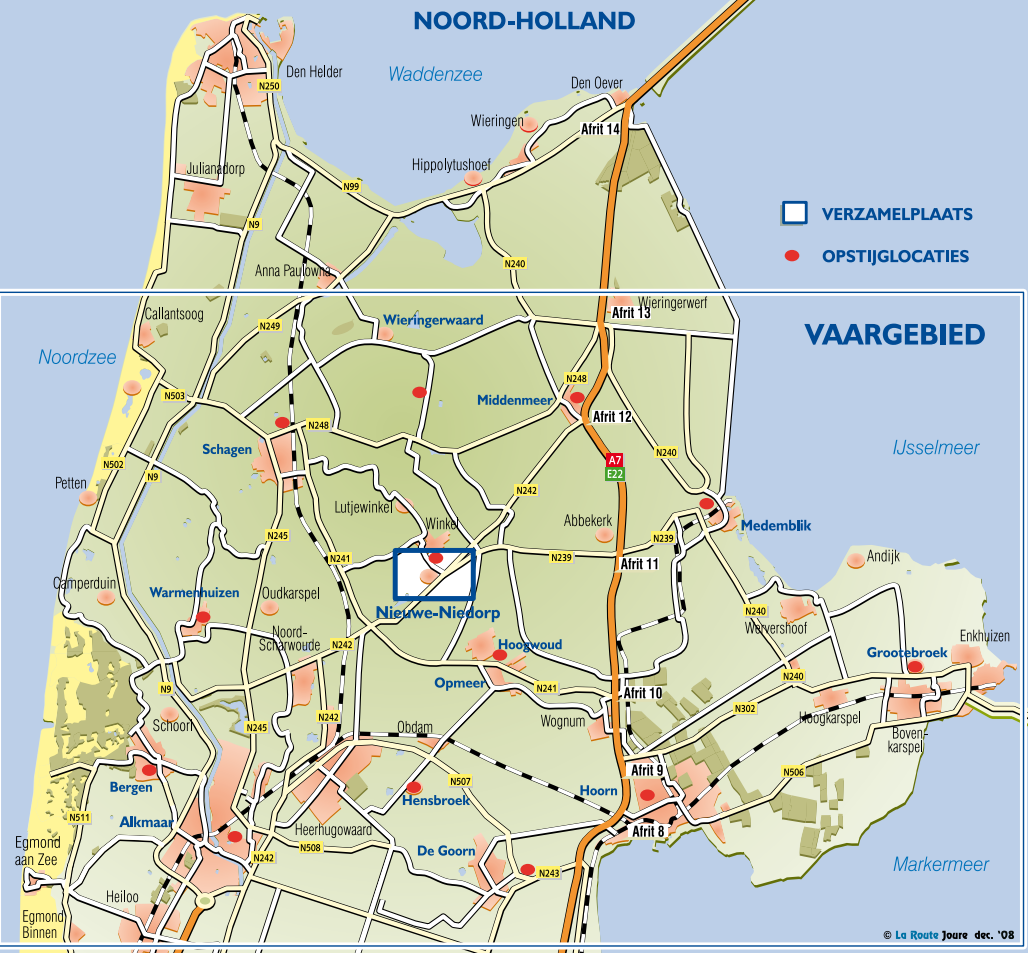 NOORD-HOLLAND
Den Helder
Waddenzee
Den Oever
N250
Wieringen
Afrit 14
Hippolytushoef
Julianadorp
N99
N9
VERZAMELPLAATS
OPSTIJGLOCATIES
N240
Anna Paulowna
Wieringerwerf
Callantsoog
Afrit 13
Wieringerwaard
N249
VAARGEBIED
Noordzee
N248
N503
Middenmeer
Afrit 12
N248
Schagen
A7
E22
N240
IJsselmeer
N502
N9
Petten
N242
Lutjewinkel
Winkel
Abbekerk
Medemblik
N245
N239
N241
N239
Andijk
Afrit 11
Camperduin
Warmenhuizen
Oudkarspel
Nieuwe-Niedorp
N240
Wervershoof
Noord-
Scharwoude
N242
Hoogwoud
Enkhuizen
Grootebroek
Opmeer
N241
Afrit 10
N240
N9
N302
Hoogkarspel
Schoorl
N245
N242
Obdam
Wognum
Boven-
karspel
Afrit 9
N506
Bergen
N507
Hensbroek
Hoorn
N511
Alkmaar
Heerhugowaard
Afrit 8
Egmond
aan Zee
N242
N508
De Goorn
N243
Markermeer
Heiloo
Egmond
Binnen
© La Route Joure dec. '08